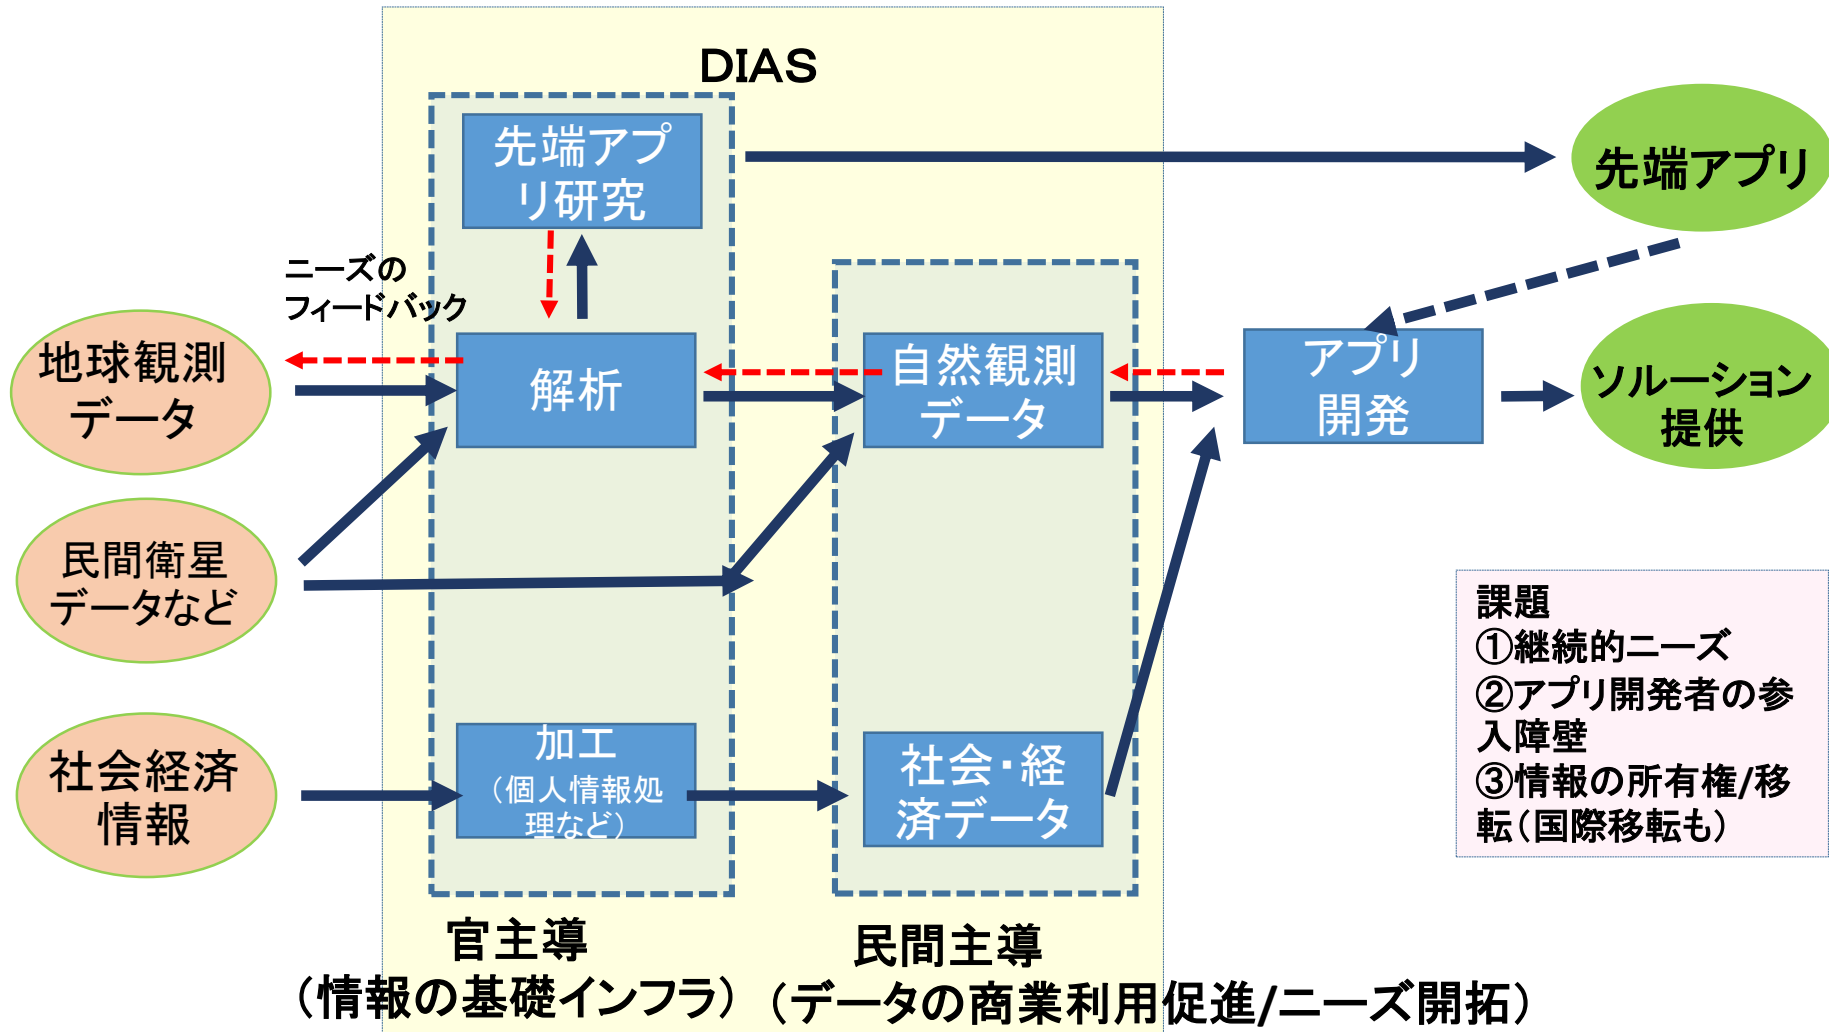 DIAS
先端アプ
リ研究
先端アプリ
ニーズの
フィードバック
地球観測
データ
解析
自然観測
データ
アプリ
開発
ソルーション
提供
民間衛星
データなど
課題
①継続的ニーズ
②アプリ開発者の参
入障壁
③情報の所有権/移
転(国際移転も)
社会経済
情報
加工
(個人情報処
理など)
社会・経
済データ
官主導
(情報の基礎インフラ)
民間主導
(データの商業利用促進/ニーズ開拓)